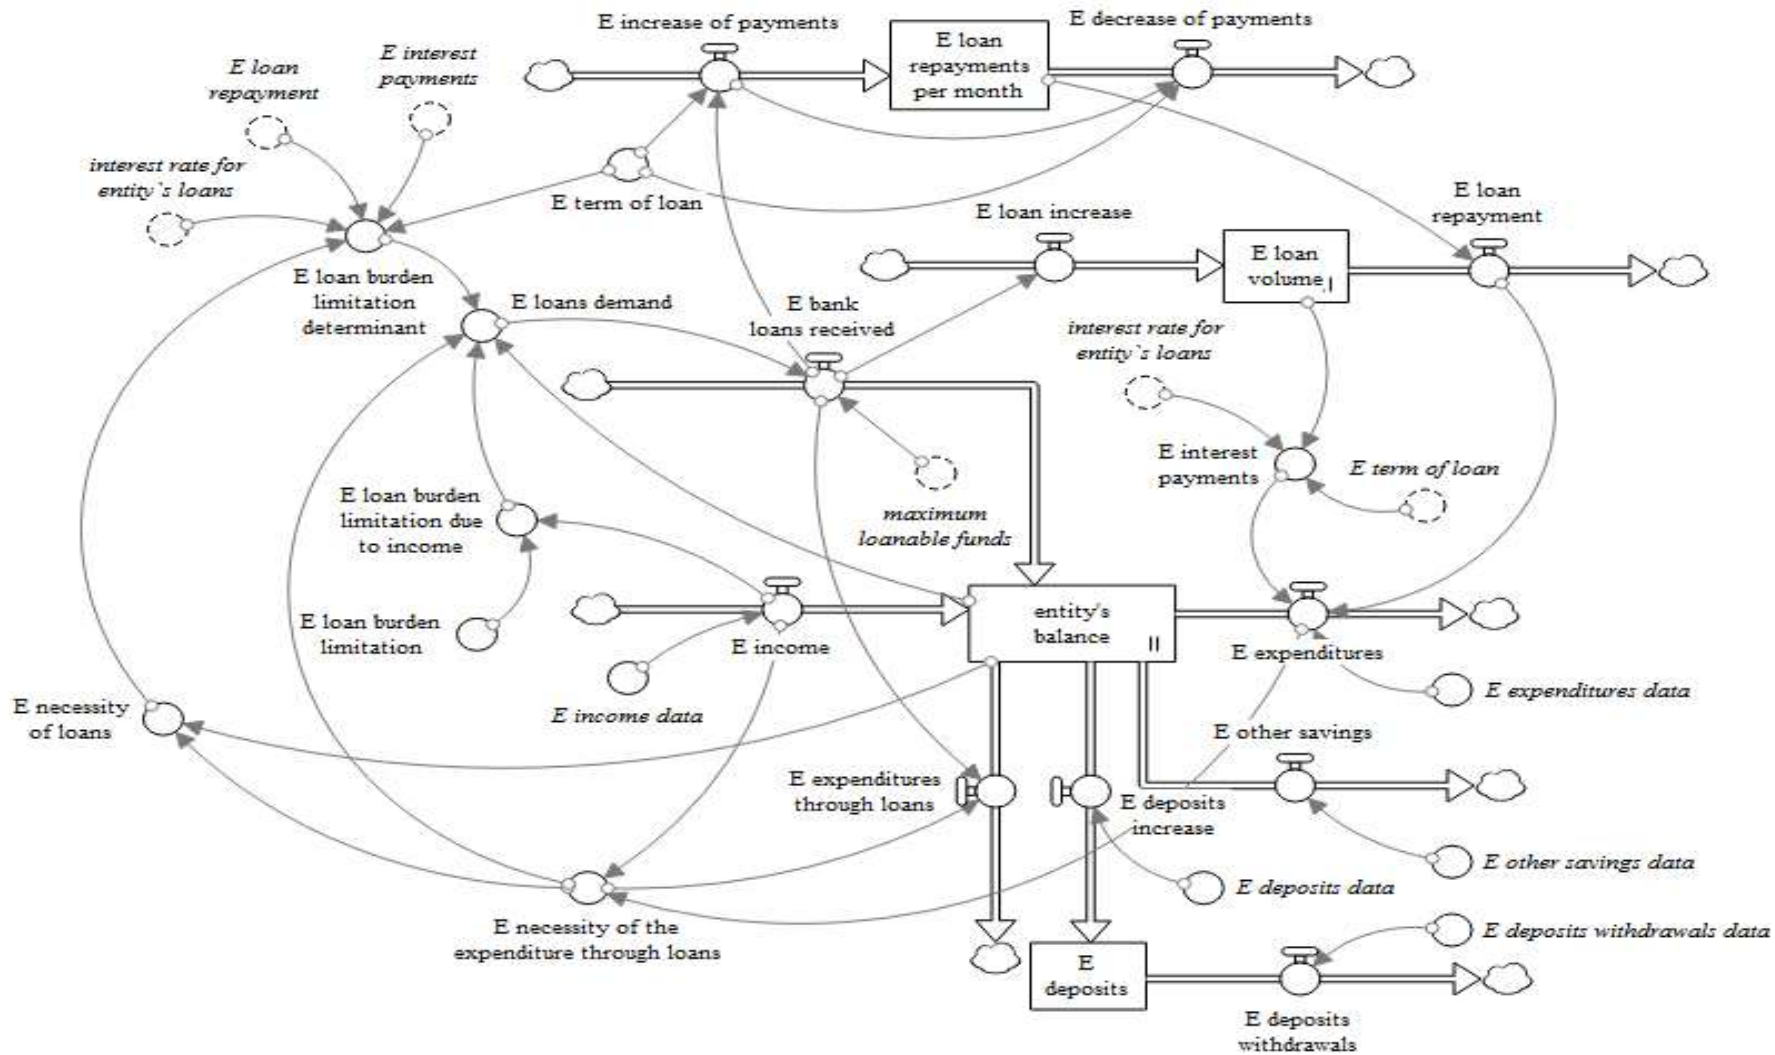 E increase of payments
E decrease of payments
E loan
repayments
per month
E interest
payments
E loan
repayment
interest rate for
entity`s loans
E term of loan
E loan
repayment
E loan increase
E loan
volume I
E loan burden
limitation
determinant
E loans demand
E bank
loans received
interest rate for
entity`s loans
E interest
payments
E term of loan
E loan burden
limitation due
to income
maximum
loanable funds
E loan burden
limitation
E income
entity's
balance II
E expenditures
E expenditures data
E income data
E necessity
of loans
E other savings
E expenditures
through loans
E deposits
increase
E other savings data
E deposits data
E necessity of the
expenditure through loans
E deposits withdrawals data
E
deposits
E deposits
withdrawals